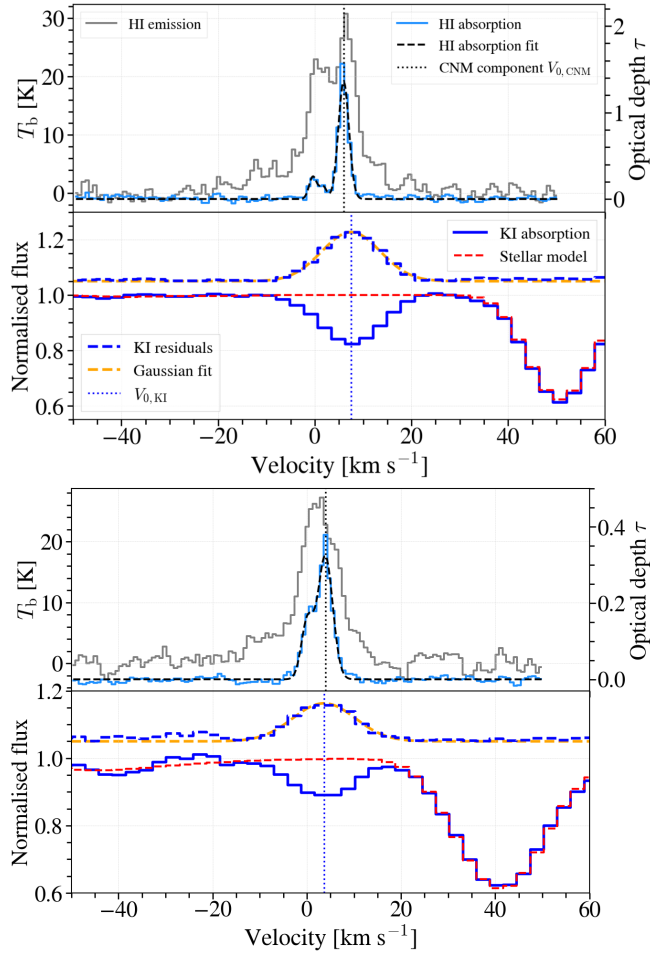 HI emission
HI absorption
HI absorption fit
CNM component V₀,CNM
30
20
10
0
T_b [K]
2
1
0
Optical depth τ
KI absorption
Stellar model
KI residuals
Gaussian fit
V₀,KI
1.2
1.0
0.8
0.6
Normalised flux
−40 −20 0 20 40 60
Velocity [km s⁻¹]
20
10
0
T_b [K]
0.4
0.2
0.0
Optical depth τ
1.2
1.0
0.8
0.6
Normalised flux
−40 −20 0 20 40 60
Velocity [km s⁻¹]